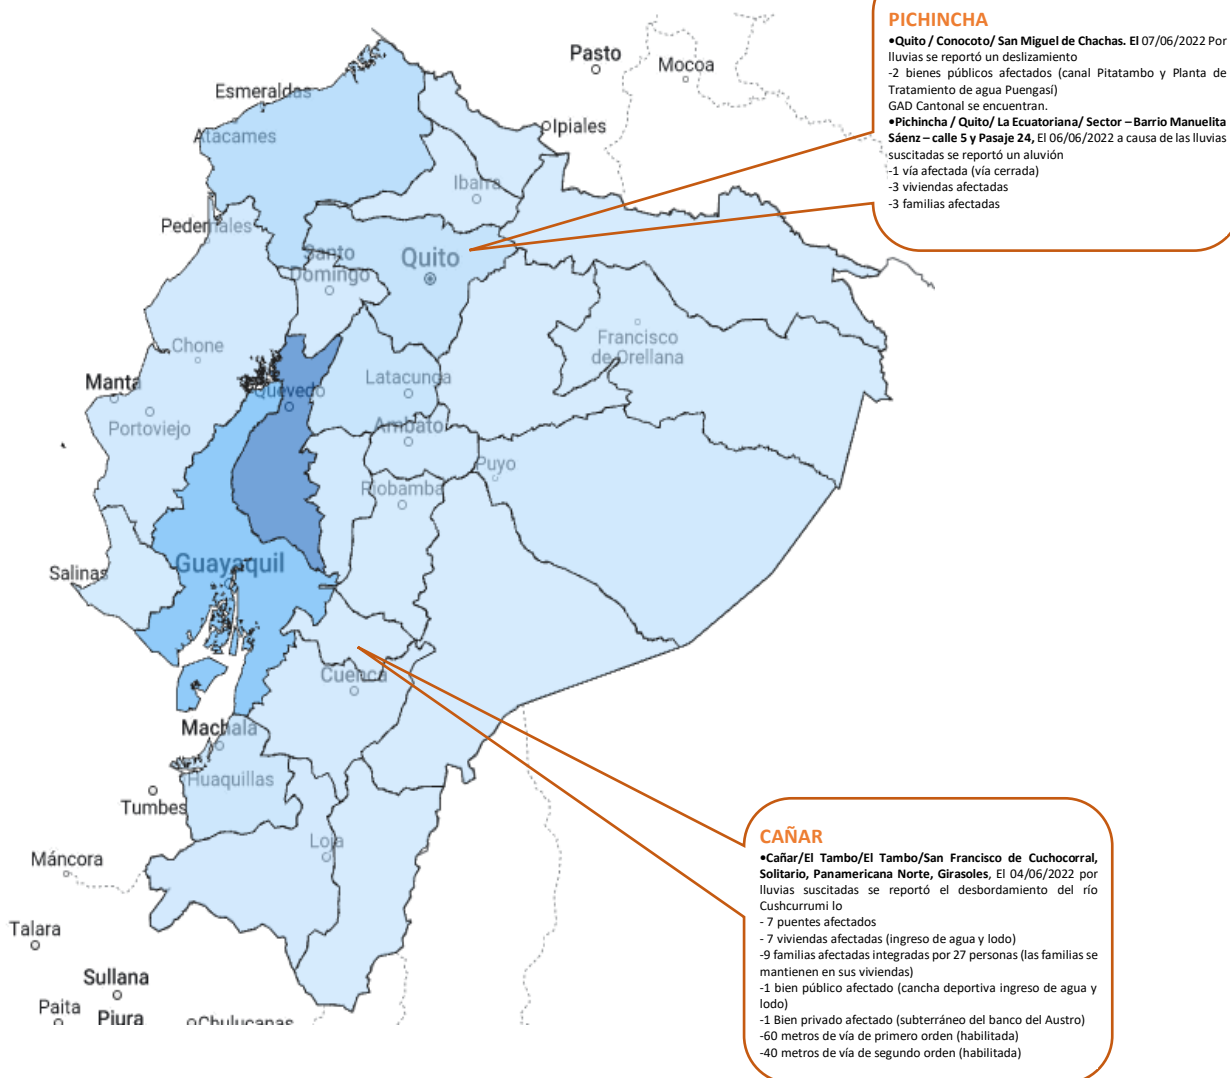 PICHINCHA
•Quito / Conocoto/ San Miguel de Chachas. El 07/06/2022 Por
lluvias se reportó un deslizamiento
-2 bienes públicos afectados (canal Pitatambo y Planta de
Tratamiento de agua Puengasí)
GAD Cantonal se encuentran.
•Pichincha / Quito/ La Ecuatoriana/ Sector – Barrio Manuelita
Sáenz – calle 5 y Pasaje 24, El 06/06/2022 a causa de las lluvias
suscitadas se reportó un aluvión
-1 vía afectada (vía cerrada)
-3 viviendas afectadas
-3 familias afectadas
Pasto
Mocoa
Esmeraldas
Atacames
Ipiales
Ibarra
Pedernales
Santo
Domingo
Quito
Francisco
de Orellana
Chone
Manta
Quevedo
Latacunga
Portoviejo
Ambato
Puyo
Riobamba
Guayaquil
Salinas
Cuenca
Machala
Huaquillas
Tumbes
Loja
Máncora
Talara
Sullana
Paita
Piura
Chulucanas
CAÑAR
•Cañar/El Tambo/El Tambo/San Francisco de Cuchocorral,
Solitario, Panamericana Norte, Girasoles, El 04/06/2022 por
lluvias suscitadas se reportó el desbordamiento del río
Cushcurrumi lo
- 7 puentes afectados
- 7 viviendas afectadas (ingreso de agua y lodo)
-9 familias afectadas integradas por 27 personas (las familias se
mantienen en sus viviendas)
-1 bien público afectado (cancha deportiva ingreso de agua y
lodo)
-1 Bien privado afectado (subterráneo del banco del Austro)
-60 metros de vía de primero orden (habilitada)
-40 metros de vía de segundo orden (habilitada)